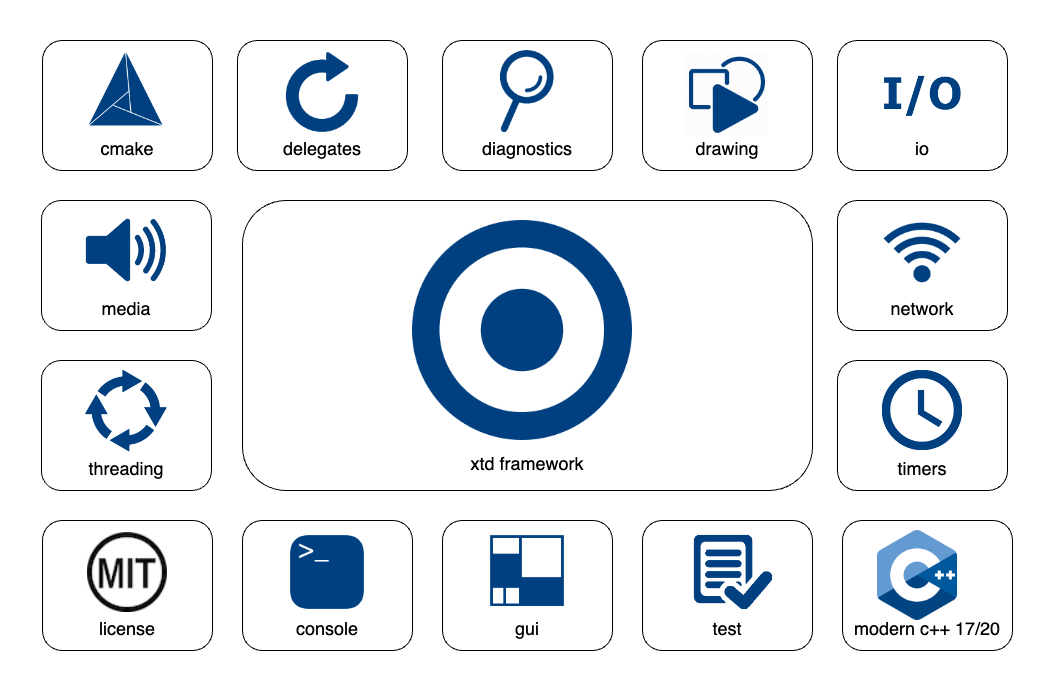 cmake
delegates
diagnostics
drawing
I/O
io
media
network
threading
xtd framework
timers
MIT
license
>_
console
gui
test
C++
modern c++ 17/20